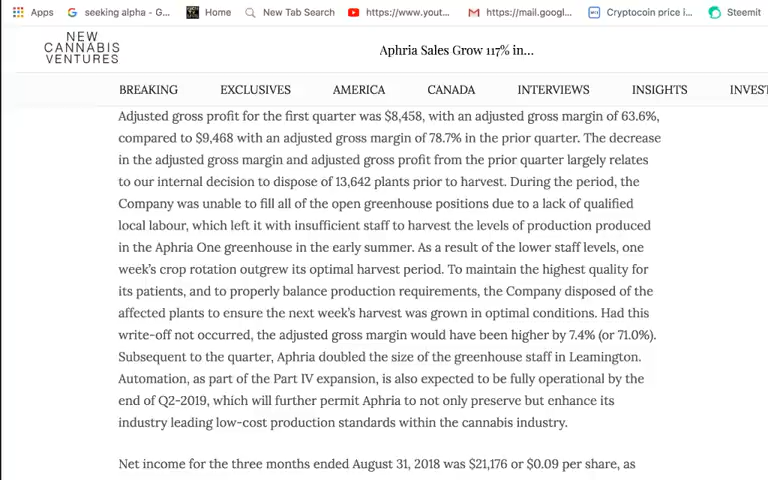 Apps
seeking alpha - G...
Home
New Tab Search
https://www.yout...
https://mail.googl...
Cryptocoin price i...
Steemit
NEW
CANNABIS
VENTURES
Aphria Sales Grow 117% in...
BREAKING
EXCLUSIVES
AMERICA
CANADA
INTERVIEWS
INSIGHTS
INVEST
Adjusted gross profit for the first quarter was $8,458, with an adjusted gross margin of 63.6%,
compared to $9,468 with an adjusted gross margin of 78.7% in the prior quarter. The decrease
in the adjusted gross margin and adjusted gross profit from the prior quarter largely relates
to our internal decision to dispose of 13,642 plants prior to harvest. During the period, the
Company was unable to fill all of the open greenhouse positions due to a lack of qualified
local labour, which left it with insufficient staff to harvest the levels of production produced
in the Aphria One greenhouse in the early summer. As a result of the lower staff levels, one
week's crop rotation outgrew its optimal harvest period. To maintain the highest quality for
its patients, and to properly balance production requirements, the Company disposed of the
affected plants to ensure the next week's harvest was grown in optimal conditions. Had this
write-off not occurred, the adjusted gross margin would have been higher by 7.4% (or 71.0%).
Subsequent to the quarter, Aphria doubled the size of the greenhouse staff in Leamington.
Automation, as part of the Part IV expansion, is also expected to be fully operational by the
end of Q2-2019, which will further permit Aphria to not only preserve but enhance its
industry leading low-cost production standards within the cannabis industry.
Net income for the three months ended August 31, 2018 was $21,176 or $0.09 per share, as